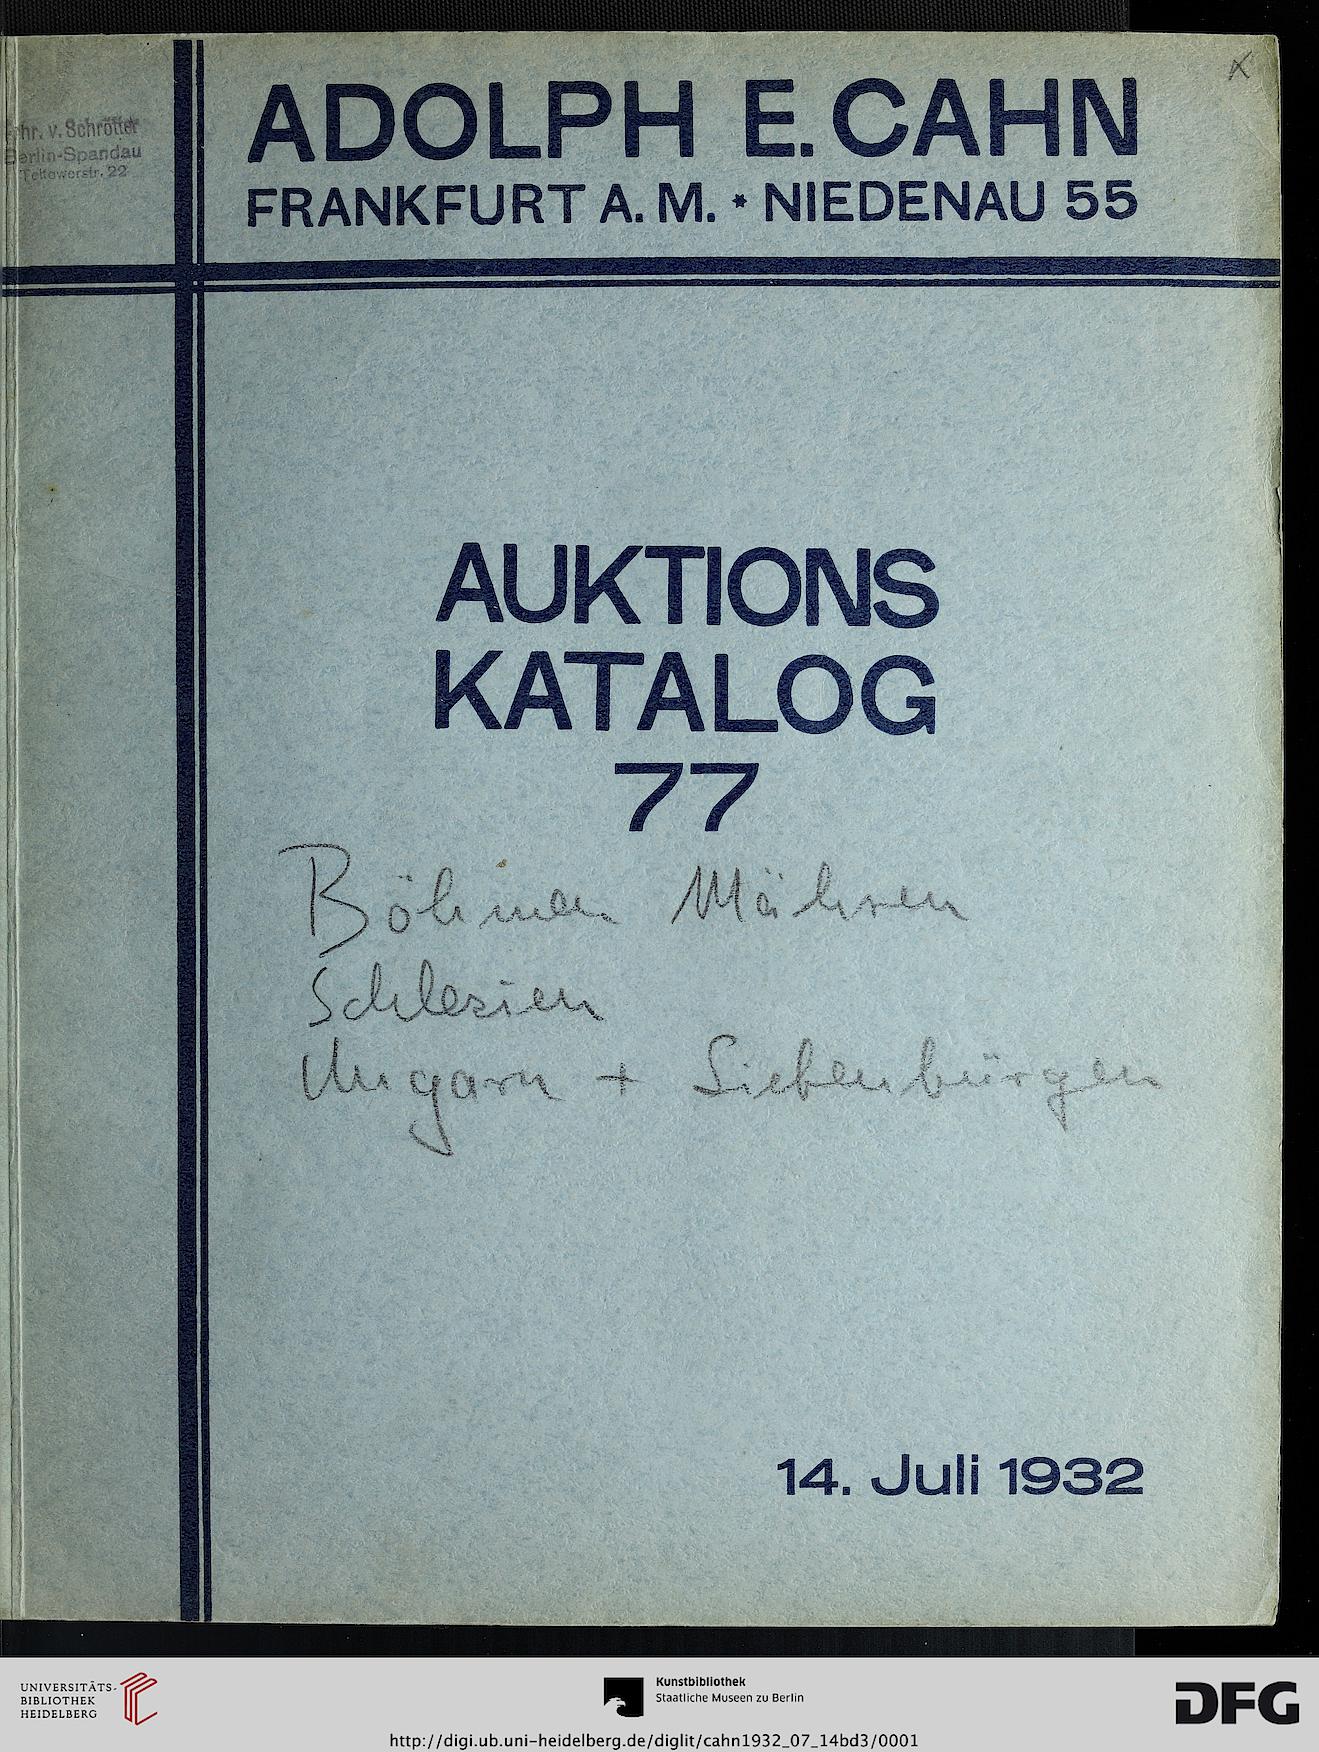 ADOLPH E. CAHN
FRANKFURT A. M. * NIEDENAU 55
hr. v. Schrötter
Berlin-Spandau
Teltowerstr. 22
AUKTIONS
KATALOG
77
Böhmen Mähren
Schlesien
Ungarn + Siebenbürgen
14. Juli 1932
UNIVERSITÄTS-
BIBLIOTHEK
HEIDELBERG
Kunstbibliothek
Staatliche Museen zu Berlin
DFG
http://digi.ub.uni-heidelberg.de/diglit/cahn1932_07_14bd3/0001